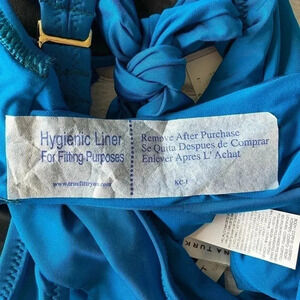 Hygienic Liner
For Fitting Purposes
www.truefityou.com
Remove After Purchase
Se Quita Despues de Comprar
Enlever Apres L' Achat
KC-1